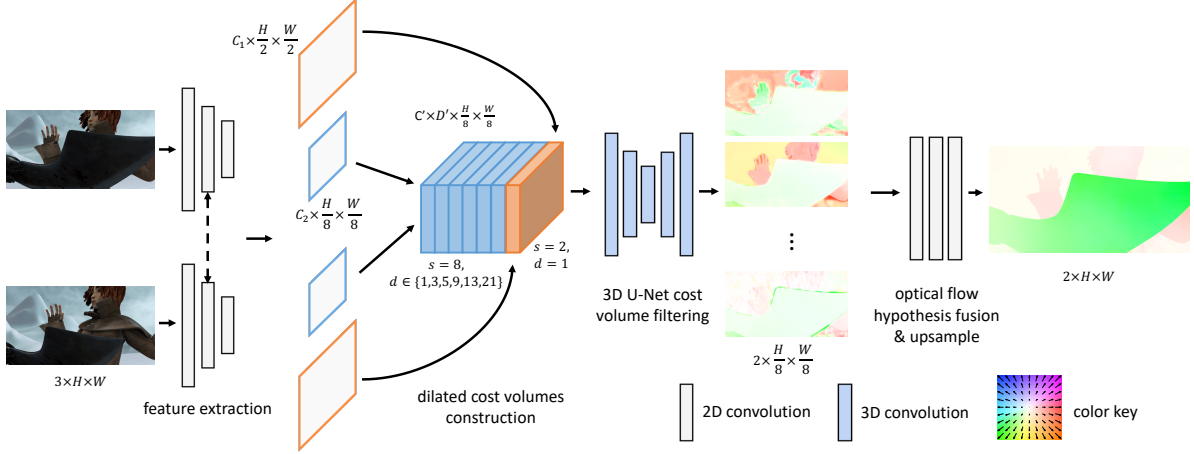 C₁×H/2×W/2
C′×D′×H/8×W/8
C₂×H/8×W/8
s = 8,
d ∈ {1,3,5,9,13,21}
s = 2,
d = 1
3×H×W
feature extraction
dilated cost volumes
construction
3D U-Net cost
volume filtering
⋮
2×H/8×W/8
optical flow
hypothesis fusion
& upsample
2×H×W
2D convolution
3D convolution
color key